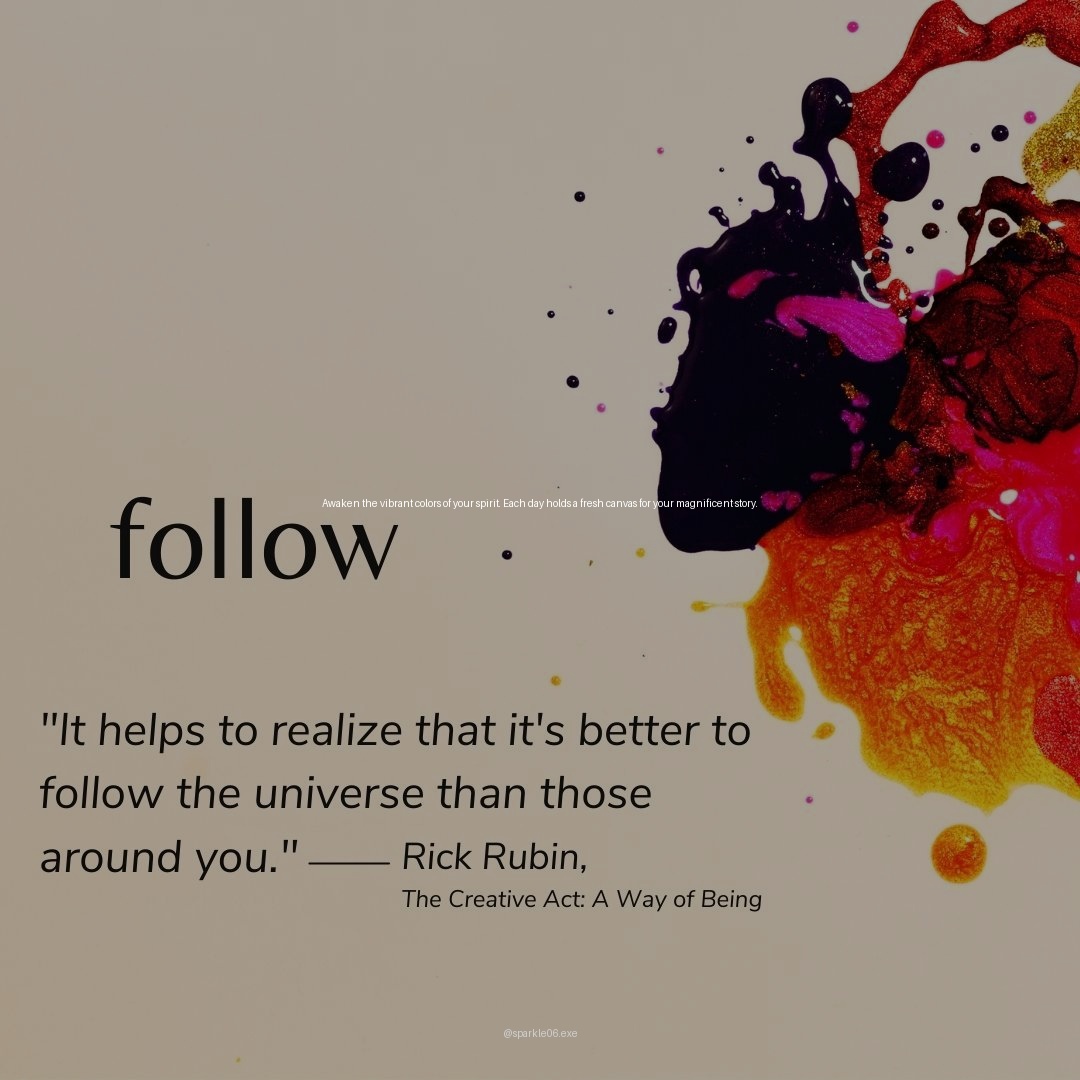 Awaken the vibrant colors of your spirit. Each day holds a fresh canvas for your magnificent story.
follow
"It helps to realize that it's better to
follow the universe than those
around you." —— Rick Rubin,
The Creative Act: A Way of Being
@sparkle06.exe